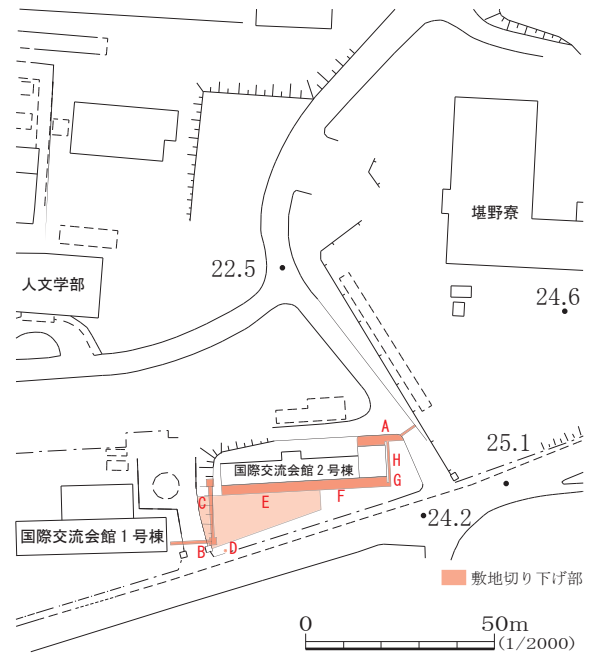 堪野寮
22.5
人文学部
24.6
A
25.1
国際交流会館2号棟
H
G
C
E
F
24.2
国際交流会館1号棟
B
D
敷地切り下げ部
0 50m
(1/2000)